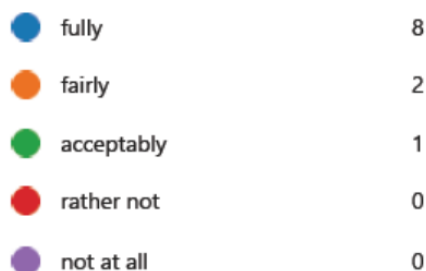 fully 8
fairly 2
acceptably 1
rather not 0
not at all 0